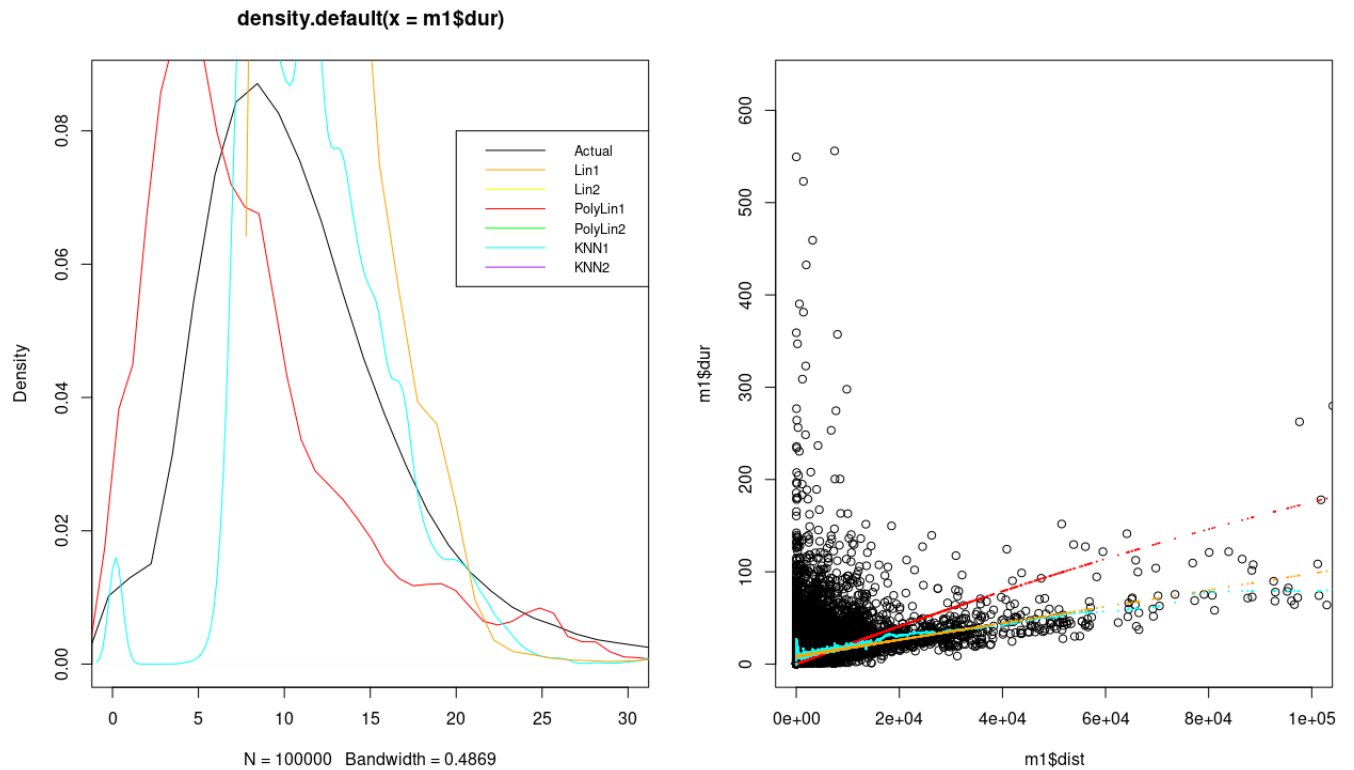 density.default(x = m1$dur)
Density
0.00
0.02
0.04
0.06
0.08
0
5
10
15
20
25
30
N = 100000   Bandwidth = 0.4869
Actual
Lin1
Lin2
PolyLin1
PolyLin2
KNN1
KNN2
m1$dur
0
100
200
300
400
500
600
0e+00
2e+04
4e+04
6e+04
8e+04
1e+05
m1$dist